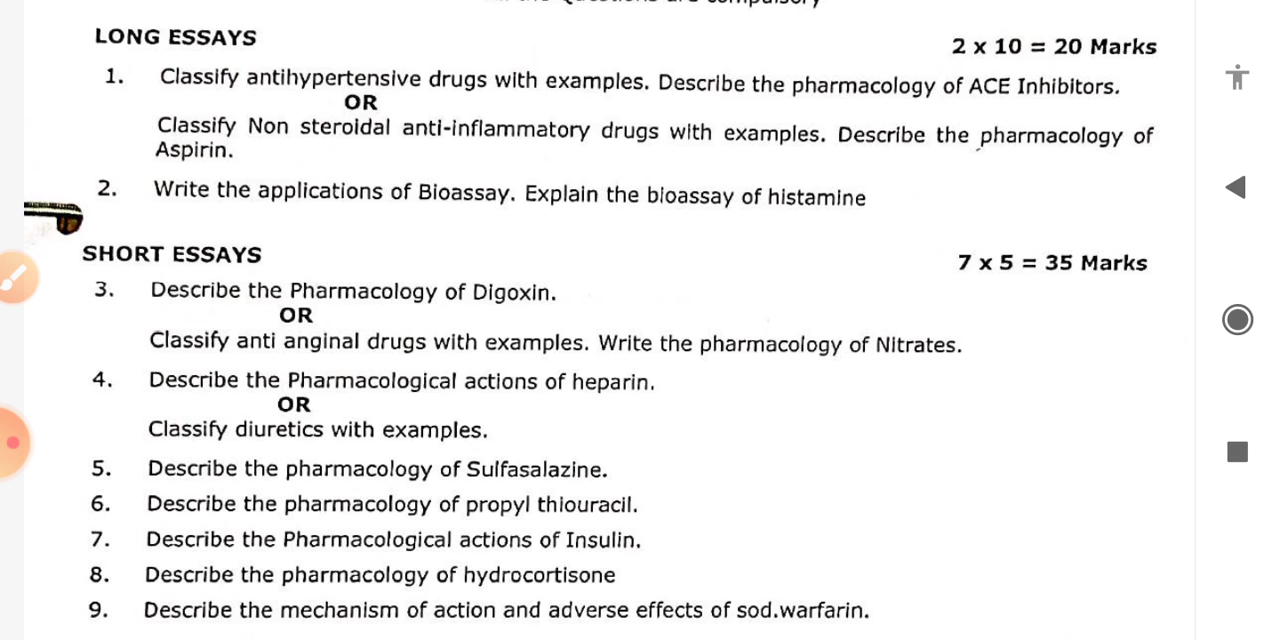 LONG ESSAYS
2 x 10 = 20 Marks
1. Classify antihypertensive drugs with examples. Describe the pharmacology of ACE Inhibitors.
OR
Classify Non steroidal anti-inflammatory drugs with examples. Describe the pharmacology of
Aspirin.
2. Write the applications of Bioassay. Explain the bioassay of histamine
SHORT ESSAYS
7 x 5 = 35 Marks
3. Describe the Pharmacology of Digoxin.
OR
Classify anti anginal drugs with examples. Write the pharmacology of Nitrates.
4. Describe the Pharmacological actions of heparin.
OR
Classify diuretics with examples.
5. Describe the pharmacology of Sulfasalazine.
6. Describe the pharmacology of propyl thiouracil.
7. Describe the Pharmacological actions of Insulin.
8. Describe the pharmacology of hydrocortisone
9. Describe the mechanism of action and adverse effects of sod.warfarin.